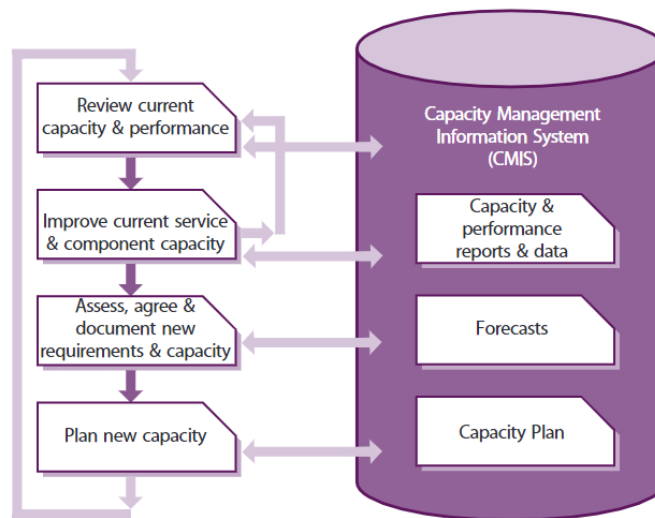 Review current
capacity & performance
Improve current service
& component capacity
Assess, agree &
document new
requirements & capacity
Plan new capacity
Capacity Management
Information System
(CMIS)
Capacity &
performance
reports & data
Forecasts
Capacity Plan